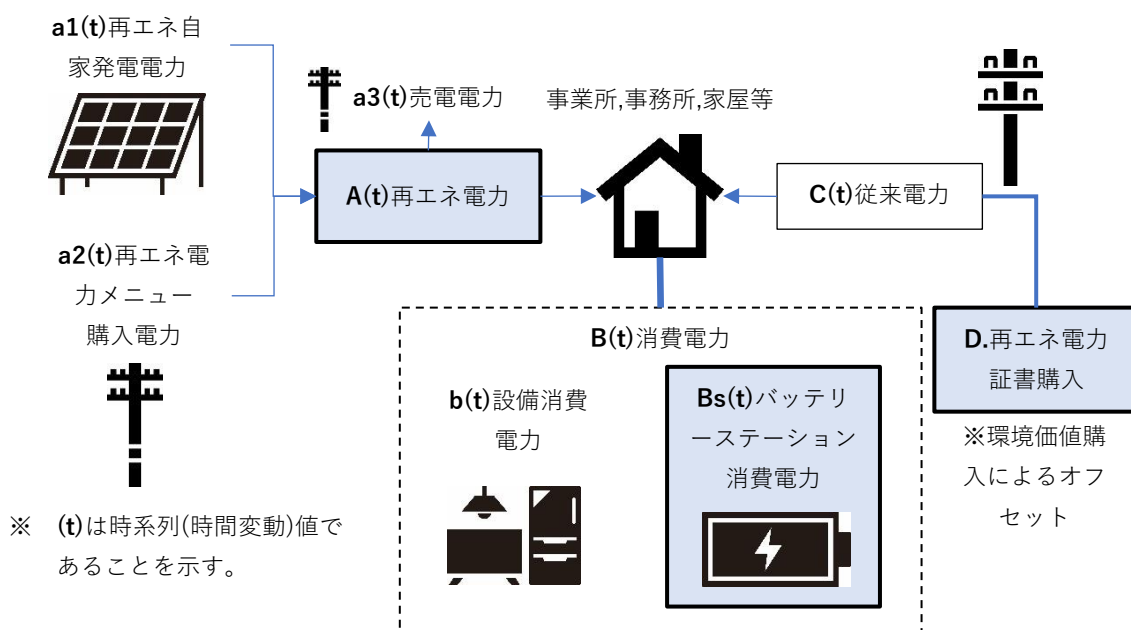 a1(t)再エネ自
家発電電力
a3(t)売電電力
事業所,事務所,家屋等
A(t)再エネ電力
C(t)従来電力
a2(t)再エネ電
力メニュー
購入電力
B(t)消費電力
b(t)設備消費
電力
Bs(t)バッテリ
ーステーション
消費電力
D.再エネ電力
証書購入
※環境価値購
入によるオフ
セット
※ (t)は時系列(時間変動)値で
あることを示す。